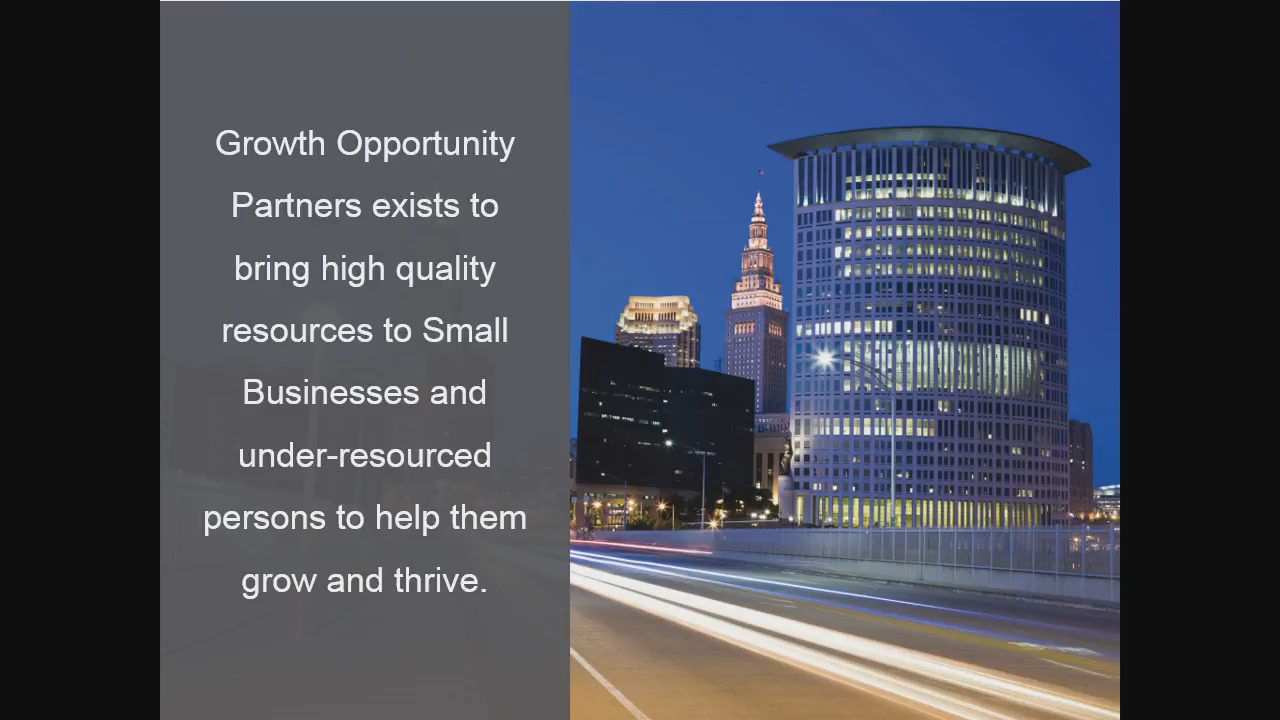 Growth Opportunity
Partners exists to
bring high quality
resources to Small
Businesses and
under-resourced
persons to help them
grow and thrive.